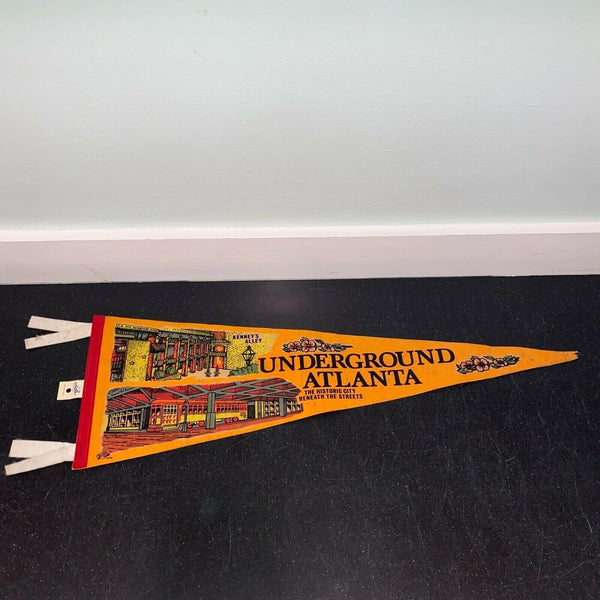 KENNEY'S
ALLEY
UNDERGROUND
ATLANTA
THE HISTORIC CITY
BENEATH THE STREETS